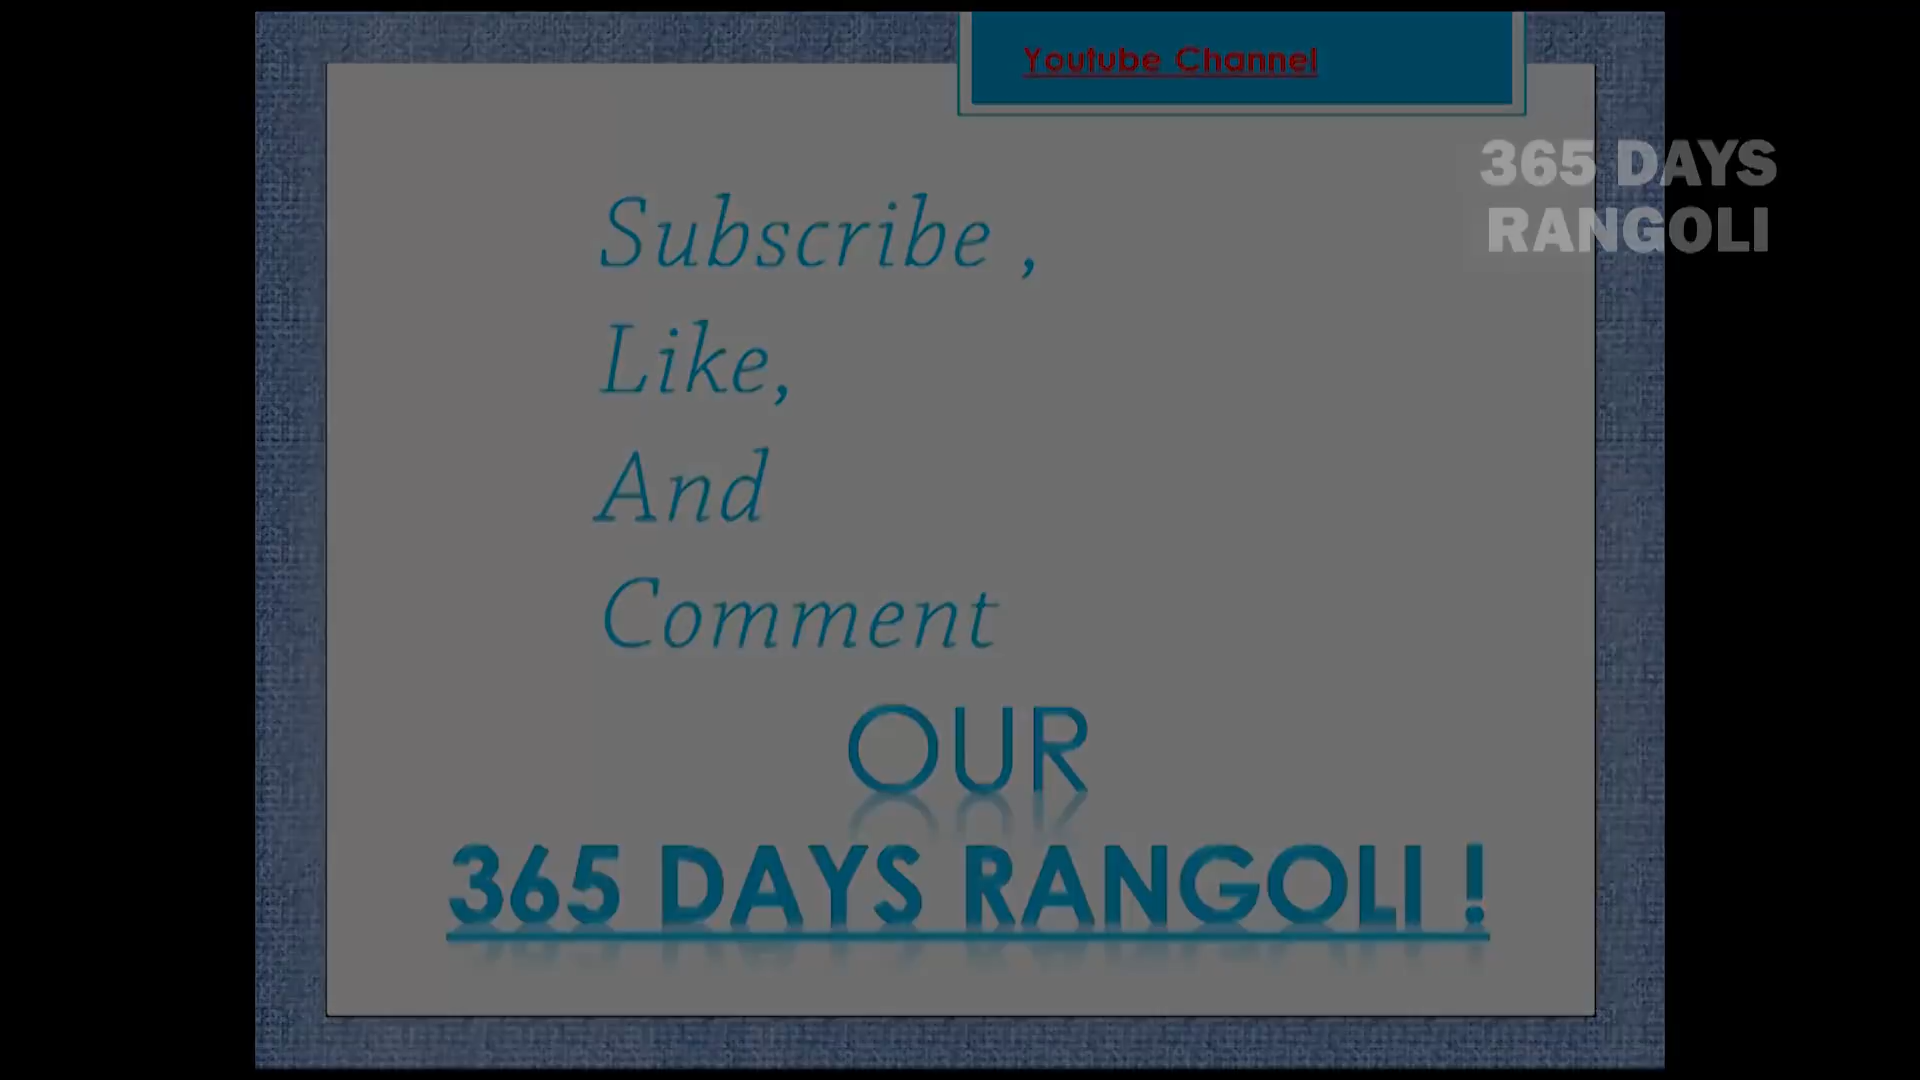 Youtube Channel
365 DAYS
RANGOLI
Subscribe ,
Like,
And
Comment
OUR
365 DAYS RANGOLI !